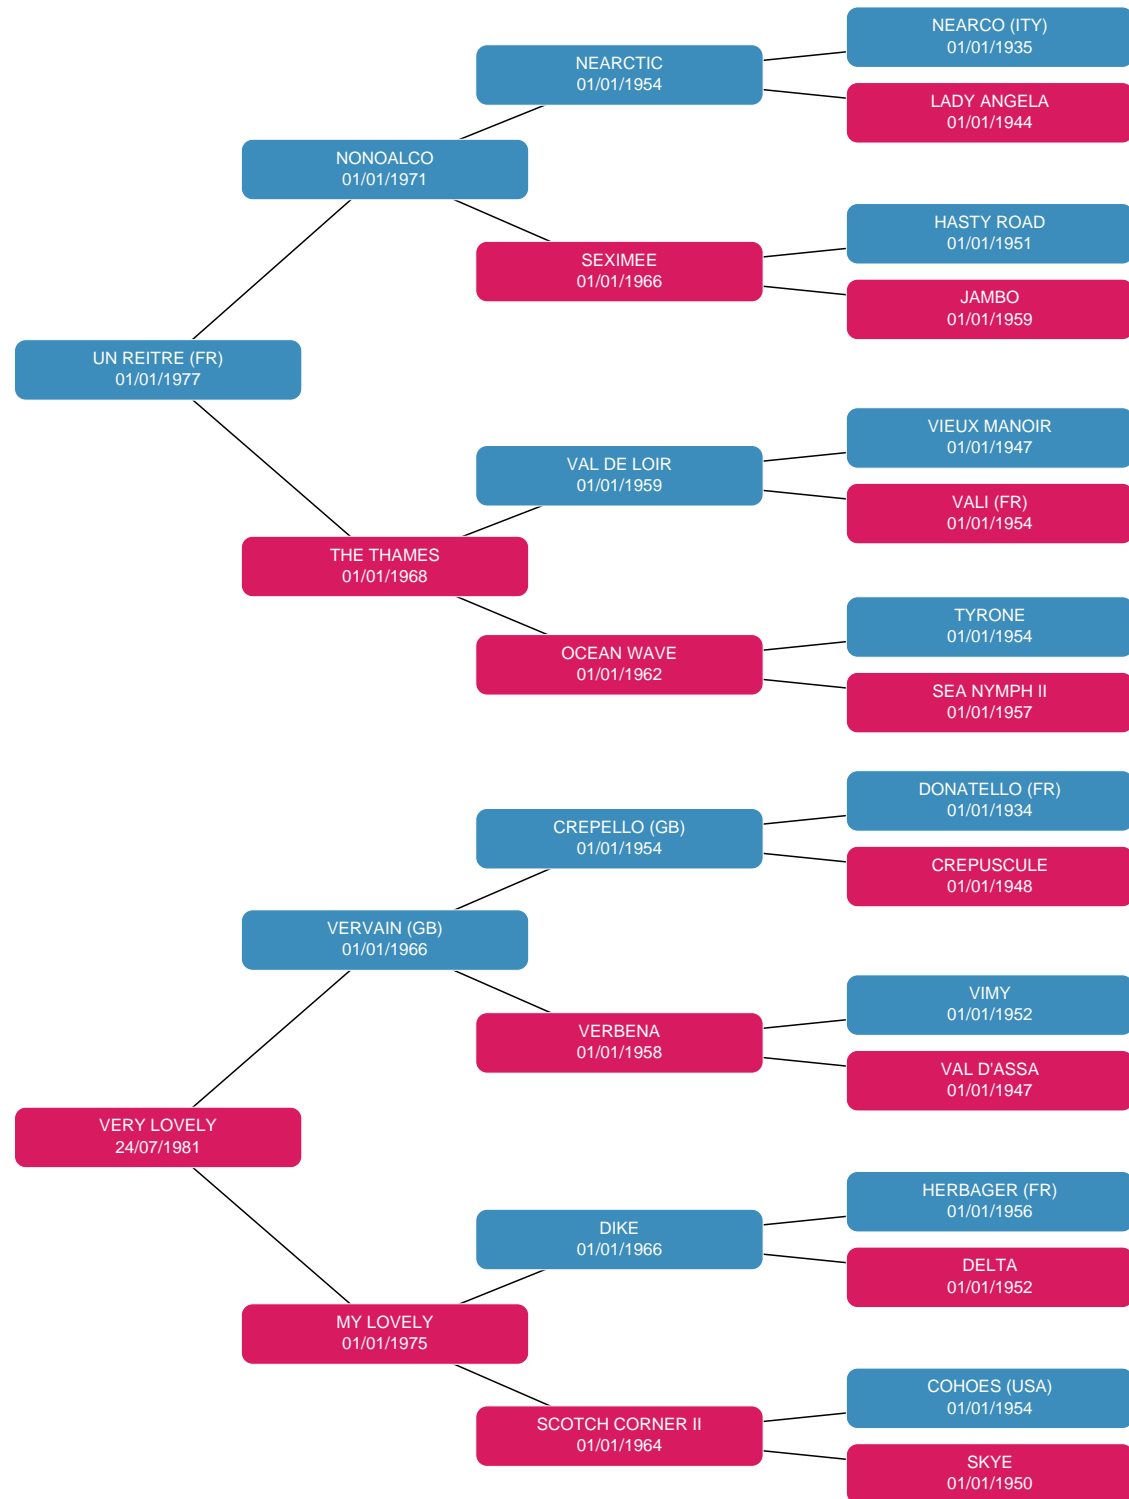 NEARCO (ITY)
01/01/1935
NEARCTIC
01/01/1954
LADY ANGELA
01/01/1944
NONOALCO
01/01/1971
HASTY ROAD
01/01/1951
SEXIMEE
01/01/1966
JAMBO
01/01/1959
UN REITRE (FR)
01/01/1977
VIEUX MANOIR
01/01/1947
VAL DE LOIR
01/01/1959
VALI (FR)
01/01/1954
THE THAMES
01/01/1968
TYRONE
01/01/1954
OCEAN WAVE
01/01/1962
SEA NYMPH II
01/01/1957
DONATELLO (FR)
01/01/1934
CREPELLO (GB)
01/01/1954
CREPUSCULE
01/01/1948
VERVAIN (GB)
01/01/1966
VIMY
01/01/1952
VERBENA
01/01/1958
VAL D'ASSA
01/01/1947
VERY LOVELY
24/07/1981
HERBAGER (FR)
01/01/1956
DIKE
01/01/1966
DELTA
01/01/1952
MY LOVELY
01/01/1975
COHOES (USA)
01/01/1954
SCOTCH CORNER II
01/01/1964
SKYE
01/01/1950